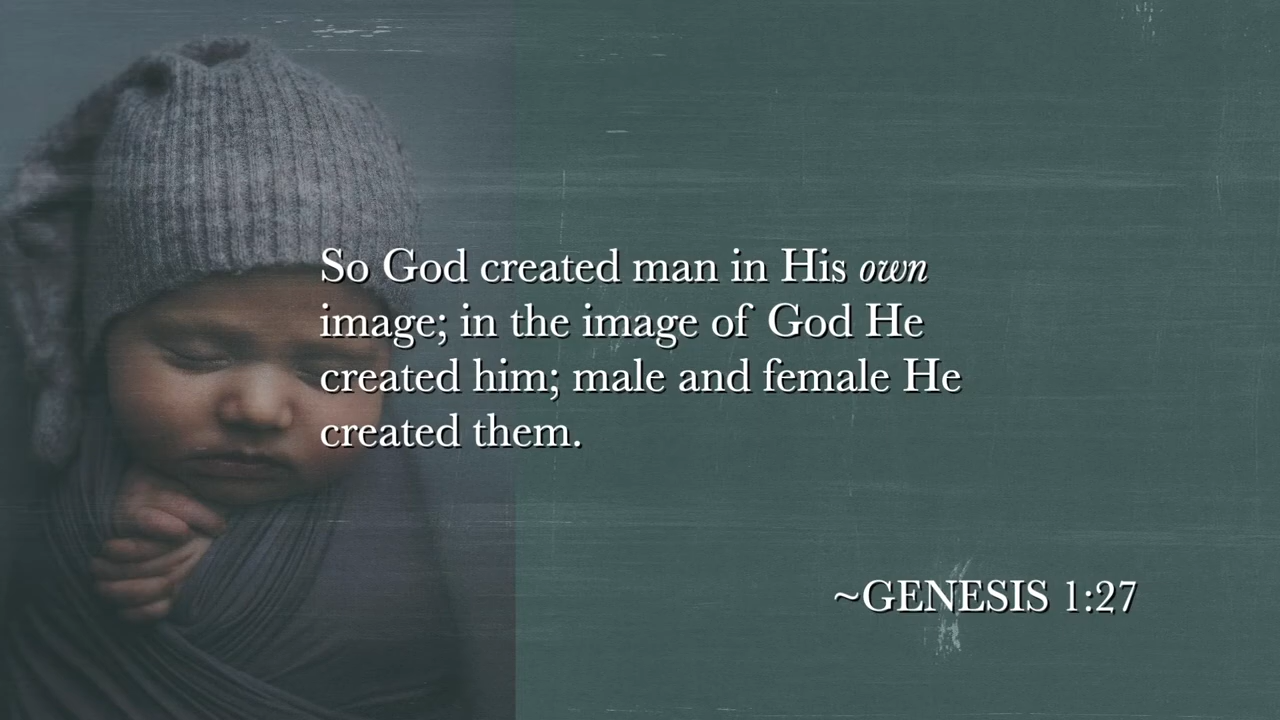 So God created man in His own
image; in the image of God He
created him; male and female He
created them.
~GENESIS 1:27